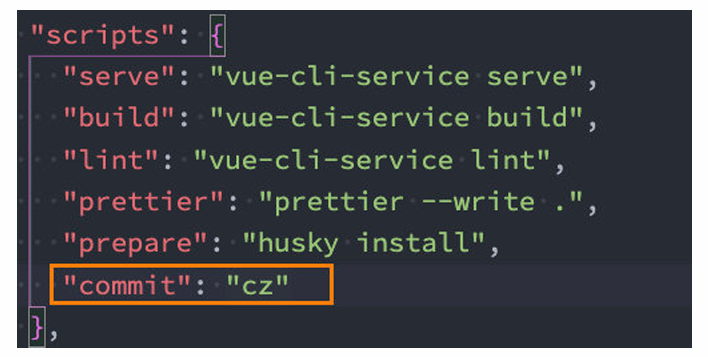 "scripts": {
"serve": "vue-cli-service serve",
"build": "vue-cli-service build",
"lint": "vue-cli-service lint",
"prettier": "prettier --write .",
"prepare": "husky install",
"commit": "cz"
},